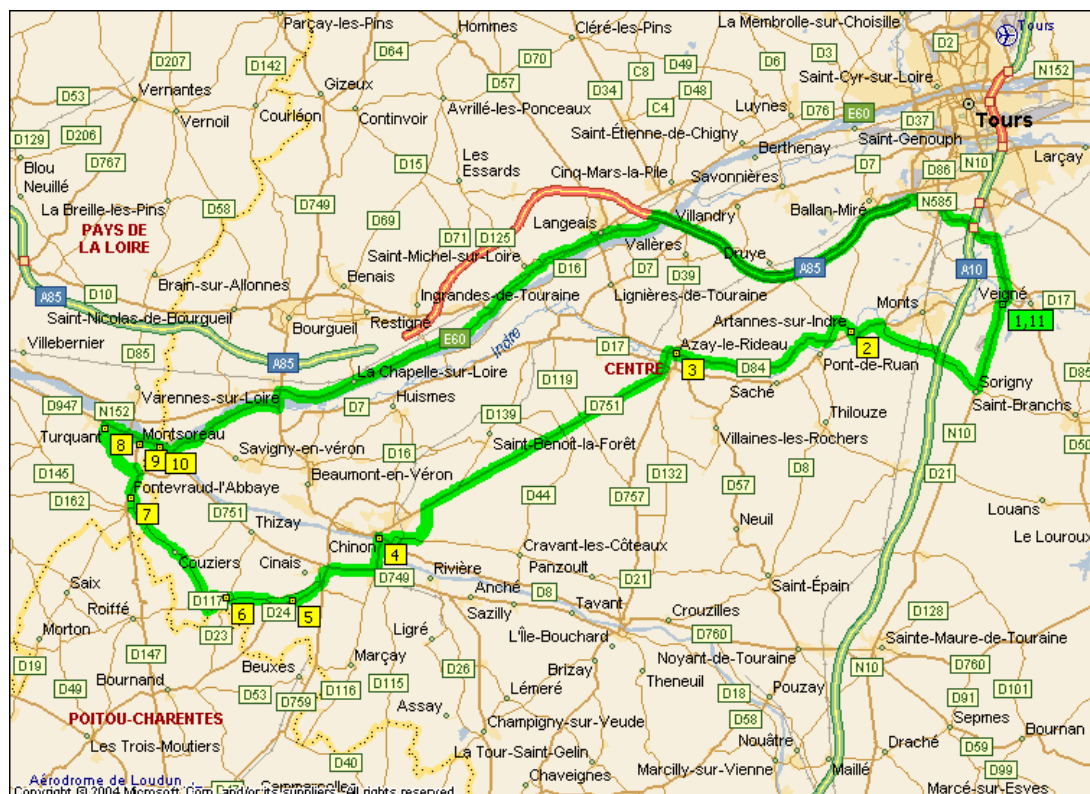 Parçay-les-Pins
Hommes
Cléré-les-Pins
La Membrolle-sur-Choisille
Tours
D64
D70
D3
D2
D207
D142
D49
D6
N152
D53
Vernantes
Gizeux
D57
C8
D34
D48
Saint-Cyr-sur-Loire
Vernoil
Courléon
Continvoir
Avrillé-les-Ponceaux
C4
Luynes
D76
E60
D37
Tours
D129
D206
Saint-Étienne-de-Chigny
Saint-Genouph
Blou
D767
D15
Les
Essards
Berthenay
D7
N10
Larçay
Neuillé
Cinq-Mars-la-Pile
Savonnières
D86
La Breille-les-Pins
D58
D749
D69
Langeais
Villandry
Ballan-Miré
N585
PAYS DE
LA LOIRE
D71
D125
Vallères
Druye
Saint-Michel-sur-Loire
D16
D7
A85
A10
Brain-sur-Allonnes
Benais
D39
A85
D10
Ingrandes-de-Touraine
Lignières-de-Touraine
Monts
Veigné
D17
Saint-Nicolas-de-Bourgueil
Restigné
Artannes-sur-Indre
1,11
Bourgueil
E60
Indre
Villebernier
D85
A85
D17
Azay-le-Rideau
2
CENTRE
3
D84
Pont-de-Ruan
La Chapelle-sur-Loire
D119
Saché
Sorigny
D85
D947
Varennes-sur-Loire
D7
Huismes
D751
Saint-Branchs
N152
D139
Thilouze
Turquant
8
Montsoreau
Saint-Benoît-la-Forêt
Villaines-les-Rochers
N10
D50
9
10
Savigny-en-véron
D16
D145
Beaumont-en-Véron
D132
D8
D21
D162
Fontevraud-l'Abbaye
D44
D757
D57
7
D751
Thizay
Louans
Neuil
Chinon
4
Le Louroux
Couziers
Cinais
Cravant-les-Côteaux
Panzoult
D749
Rivière
D21
Saint-Épain
Saix
Anché
D8
Roiffé
D117
6
D24
5
Sazilly
Tavant
Crouzilles
D128
Morton
D23
Ligré
L'Île-Bouchard
D760
Sainte-Maure-de-Touraine
D19
D147
Beuxes
Marçay
Noyant-de-Touraine
N10
D760
D49
Bournand
D53
D116
D115
D26
Brizay
Theneuil
D101
D759
Léméré
D18
Pouzay
D91
POITOU-CHARENTES
Assay
Champigny-sur-Veude
D58
Sepmes
Bournan
Les Trois-Moutiers
La Tour-Saint-Gelin
Nouâtre
Draché
D59
D40
Marcilly-sur-Vienne
Maillé
D99
Aérodrome de Loudun
Chaveignes
Marcé-sur-Esves
Copyright © 2004 Microsoft Corp. and/or its suppliers. All rights reserved.